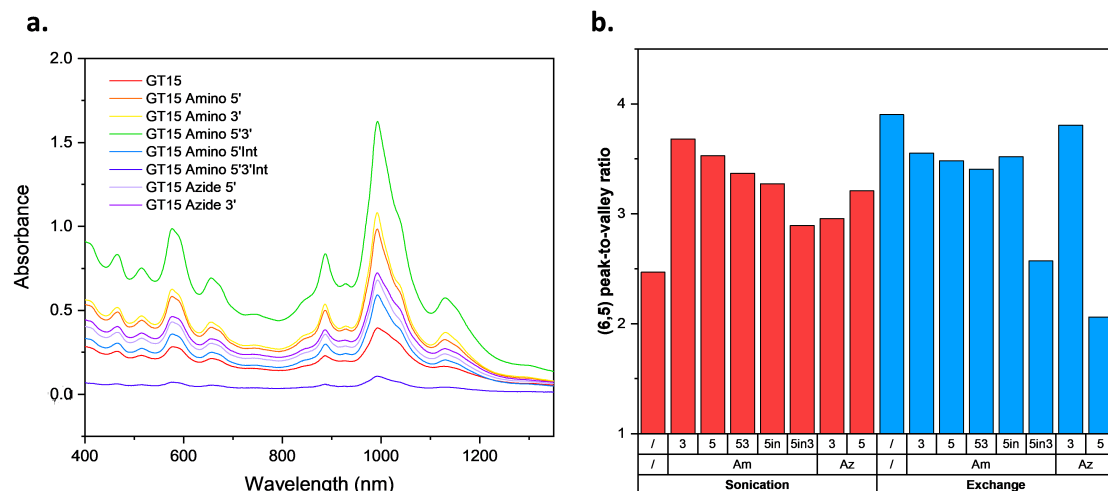 a.
Absorbance
2.0
1.5
1.0
0.5
0.0
GT15
GT15 Amino 5'
GT15 Amino 3'
GT15 Amino 5'3'
GT15 Amino 5'Int
GT15 Amino 5'3'Int
GT15 Azide 5'
GT15 Azide 3'
400 600 800 1000 1200
Wavelength (nm)
b.
(6,5) peak-to-valley ratio
4
3
2
1
/ 3 5 53 5in 5in3 3 5 / 3 5 53 5in 5in3 3 5
/ Am Az / Am Az
Sonication Exchange